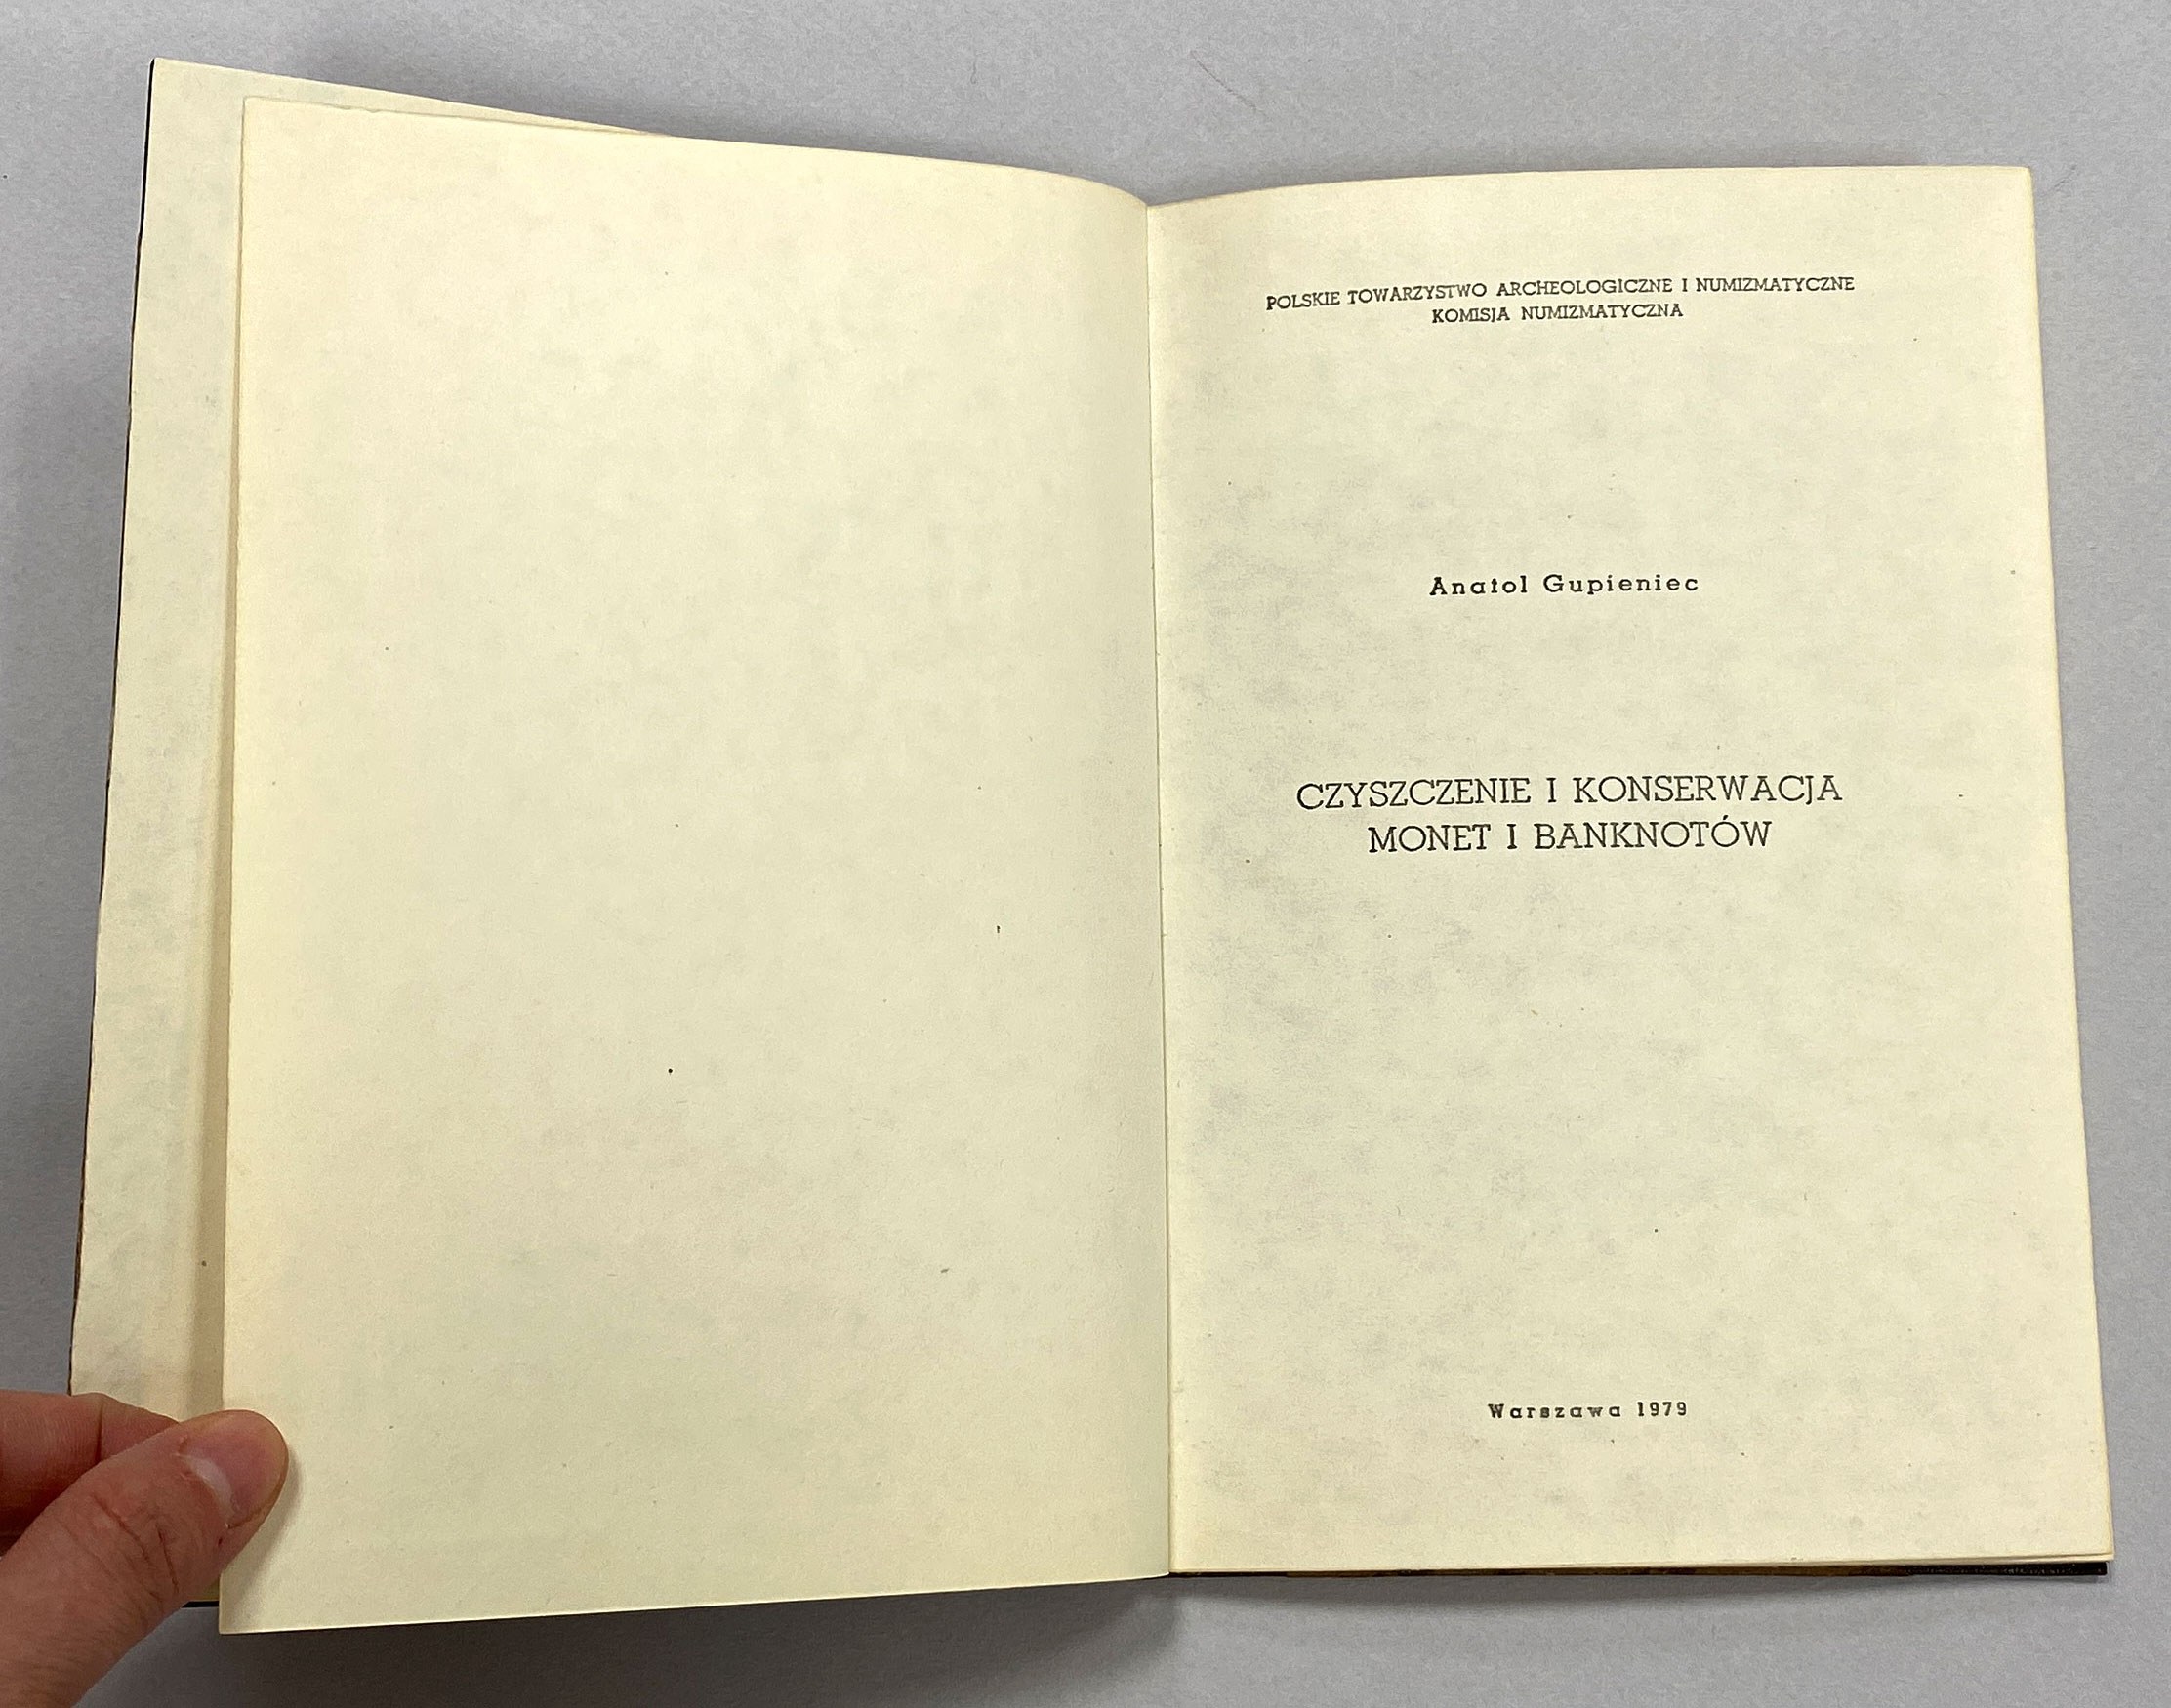 POLSKIE TOWARZYSTWO ARCHEOLOGICZNE I NUMIZMATYCZNE
KOMISJA NUMIZMATYCZNA
Anatol Gupieniec
CZYSZCZENIE I KONSERWACJA
MONET I BANKNOTÓW
Warszawa 1979